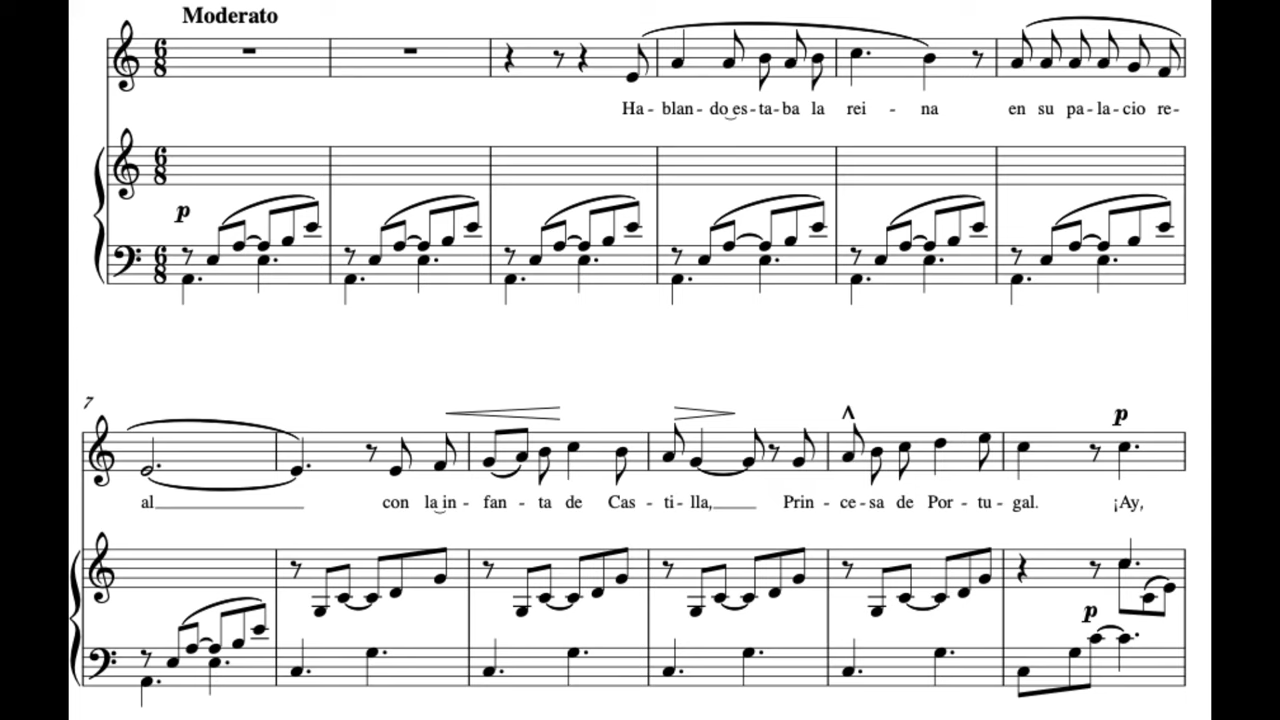 Moderato
Ha - blan - do es - ta - ba la rei - na en su pa - la - cio re -
p
7
p
al con la in - fan - ta de Cas - ti - lla, Prin - ce - sa de Por - tu - gal. ¡Ay,
p